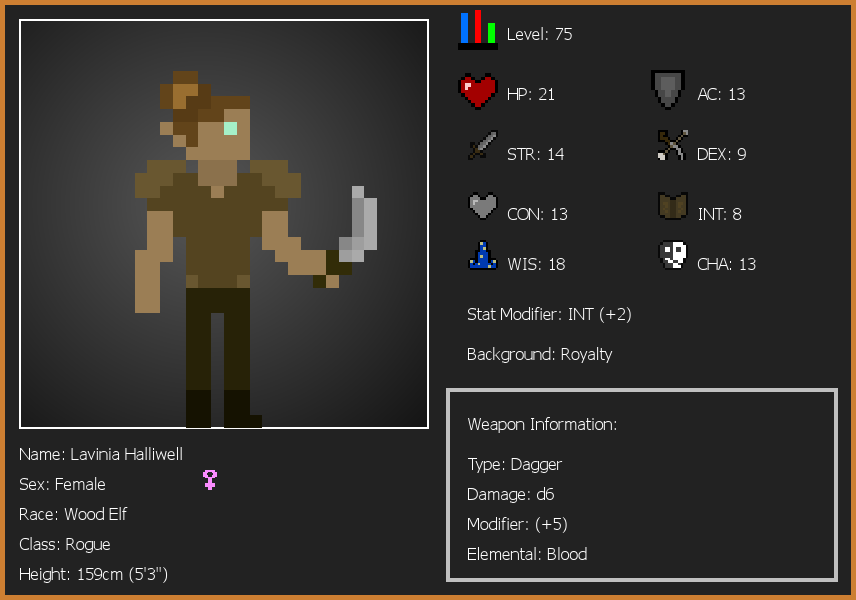 Level: 75
HP: 21
AC: 13
STR: 14
DEX: 9
CON: 13
INT: 8
WIS: 18
CHA: 13
Stat Modifier: INT (+2)
Background: Royalty
Weapon Information:
Type: Dagger
Damage: d6
Modifier: (+5)
Elemental: Blood
Name: Lavinia Halliwell
Sex: Female
Race: Wood Elf
Class: Rogue
Height: 159cm (5'3")